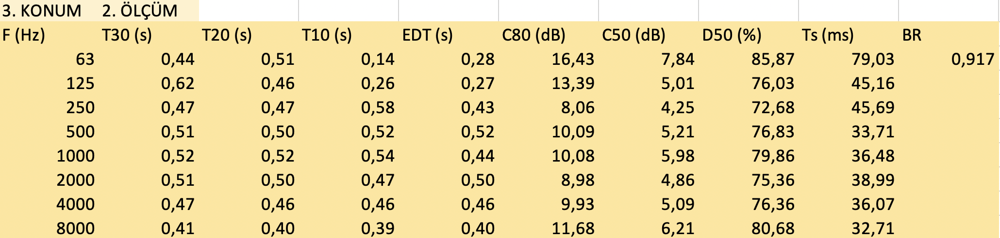 3. KONUM 2. ÖLÇÜM
F (Hz) T30 (s) T20 (s) T10 (s) EDT (s) C80 (dB) C50 (dB) D50 (%) Ts (ms) BR
63 0,44 0,51 0,14 0,28 16,43 7,84 85,87 79,03 0,917
125 0,62 0,46 0,26 0,27 13,39 5,01 76,03 45,16
250 0,47 0,47 0,58 0,43 8,06 4,25 72,68 45,69
500 0,51 0,50 0,52 0,52 10,09 5,21 76,83 33,71
1000 0,52 0,52 0,54 0,44 10,08 5,98 79,86 36,48
2000 0,51 0,50 0,47 0,50 8,98 4,86 75,36 38,99
4000 0,47 0,46 0,46 0,46 9,93 5,09 76,36 36,07
8000 0,41 0,40 0,39 0,40 11,68 6,21 80,68 32,71